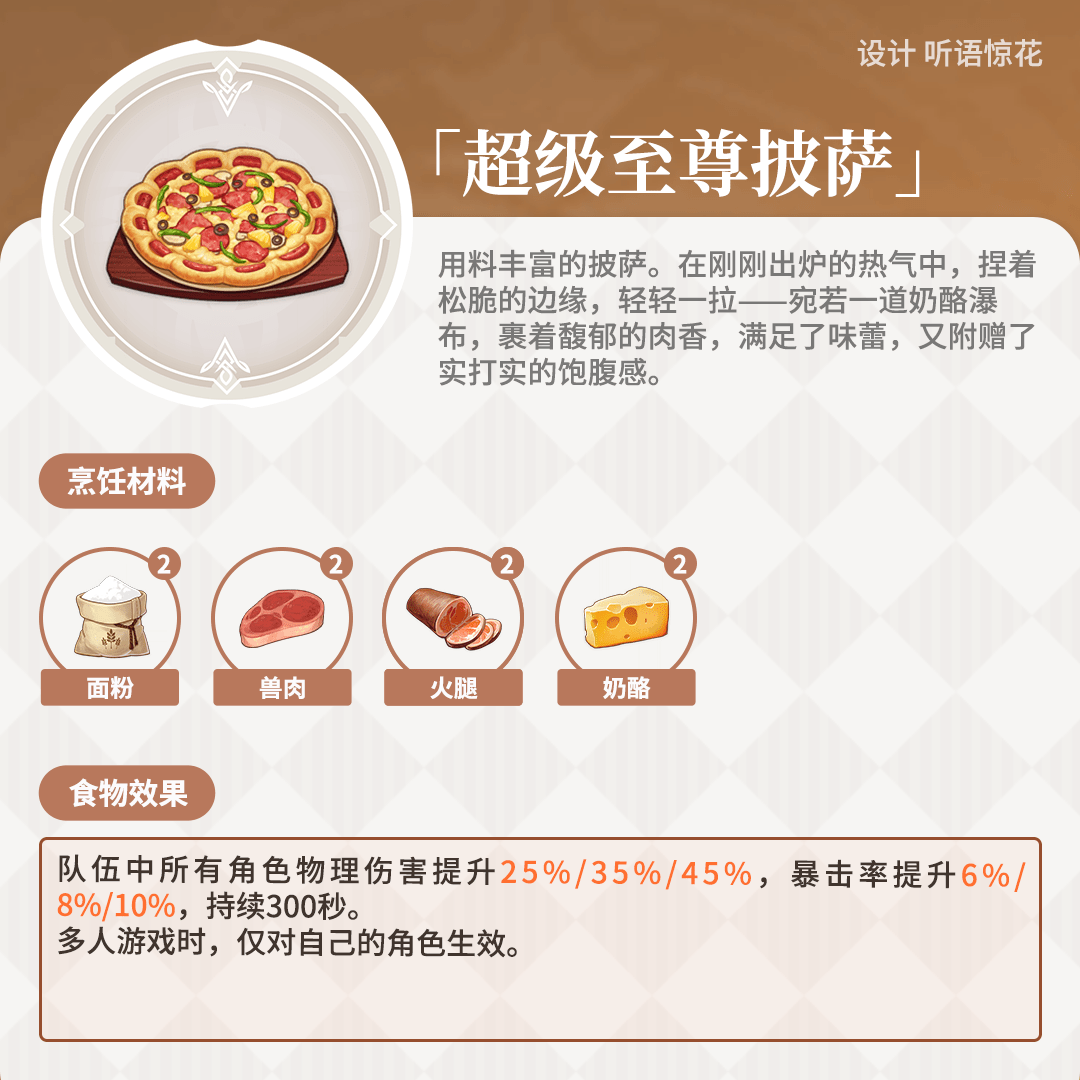 设计 听语惊花
「超级至尊披萨」
用料丰富的披萨。在刚刚出炉的热气中，捏着
松脆的边缘，轻轻一拉——宛若一道奶酪瀑
布，裹着馥郁的肉香，满足了味蕾，又附赠了
实打实的饱腹感。
烹饪材料
2
2
2
2
面粉
兽肉
火腿
奶酪
食物效果
队伍中所有角色物理伤害提升25%/35%/45%，暴击率提升6%/
8%/10%，持续300秒。
多人游戏时，仅对自己的角色生效。